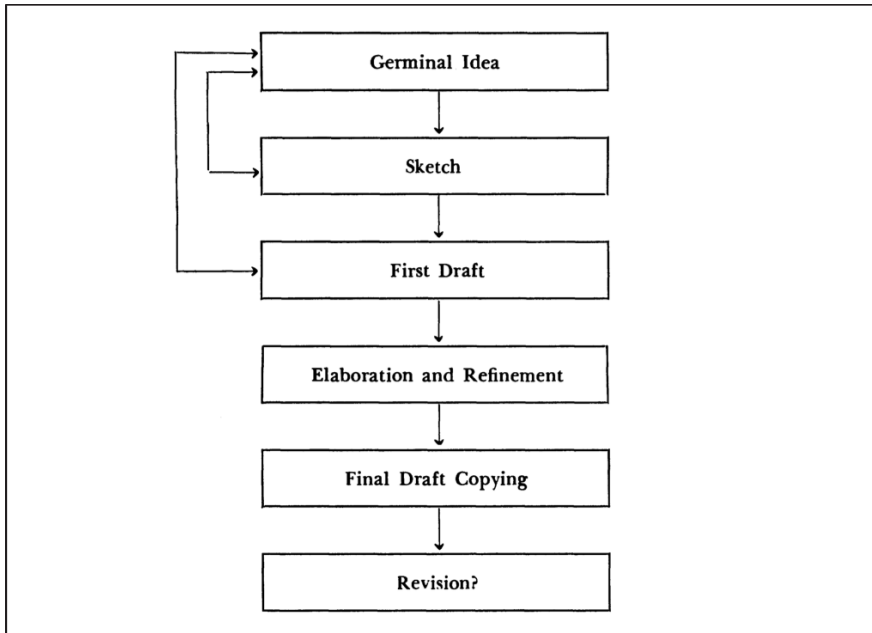 Germinal Idea
Sketch
First Draft
Elaboration and Refinement
Final Draft Copying
Revision?